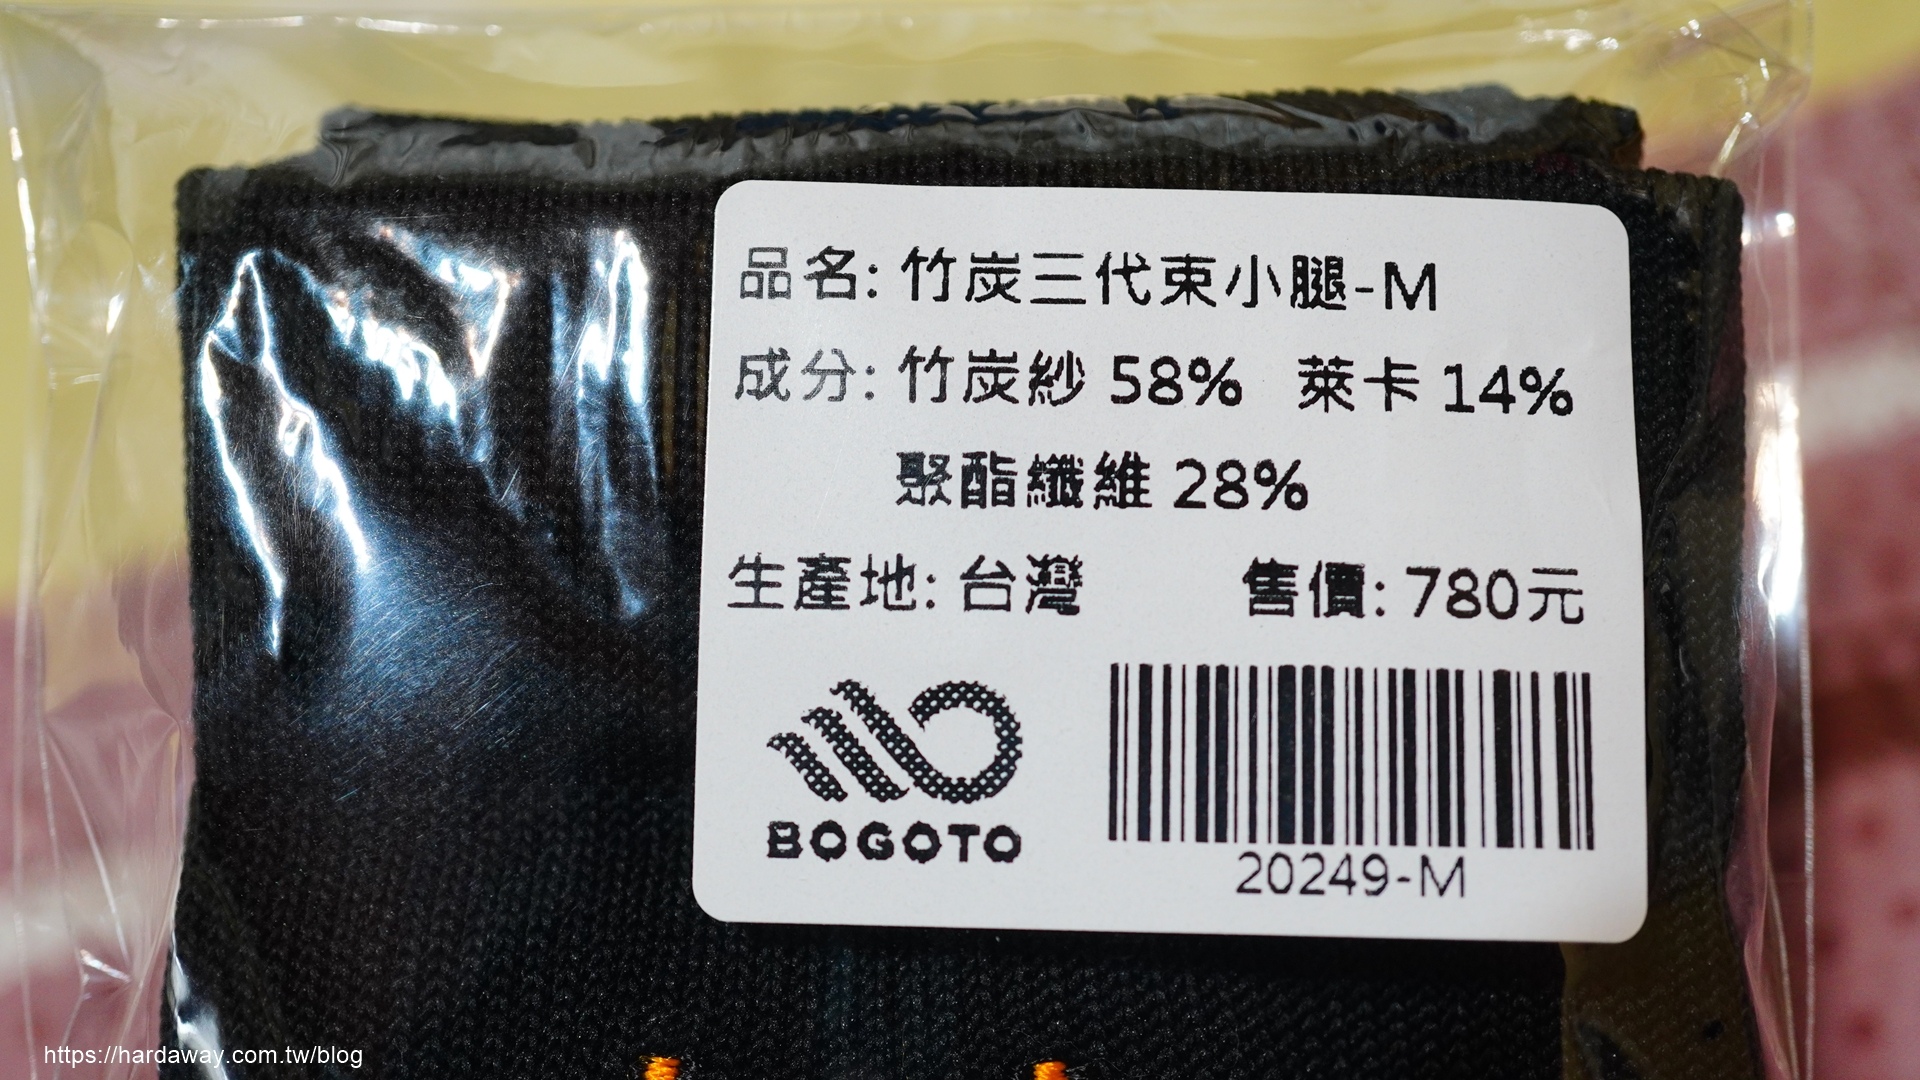 品名: 竹炭三代束小腿-M
成分: 竹炭紗 58% 萊卡 14%
聚酯纖維 28%
生產地: 台灣 售價: 780元
BOGOTO
20249-M
https://hardaway.com.tw/blog